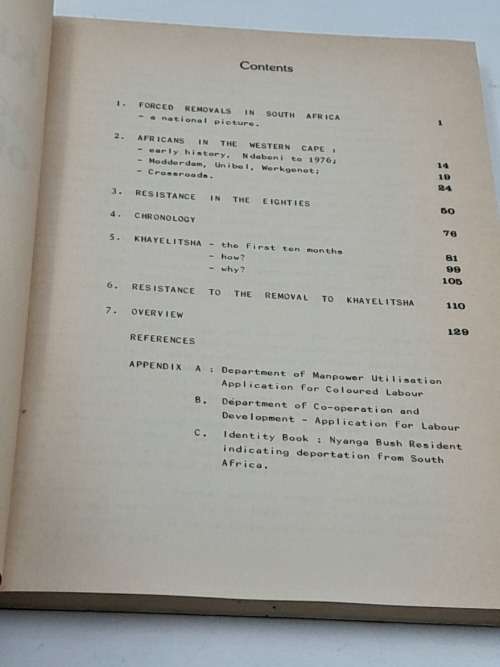 Contents
1. FORCED REMOVALS IN SOUTH AFRICA
- a national picture. 1
2. AFRICANS IN THE WESTERN CAPE :
- early history, Ndabeni to 1976; 14
- Modderdam, Unibel, Werkgenot; 19
- Crossroads. 24
3. RESISTANCE IN THE EIGHTIES 50
4. CHRONOLOGY 76
5. KHAYELITSHA - the first ten months 81
- how? 99
- why? 105
6. RESISTANCE TO THE REMOVAL TO KHAYELITSHA 110
7. OVERVIEW 129
REFERENCES
APPENDIX A : Department of Manpower Utilisation
Application for Coloured Labour
B. Department of Co-operation and
Development - Application for Labour
C. Identity Book : Nyanga Bush Resident
indicating deportation from South
Africa.